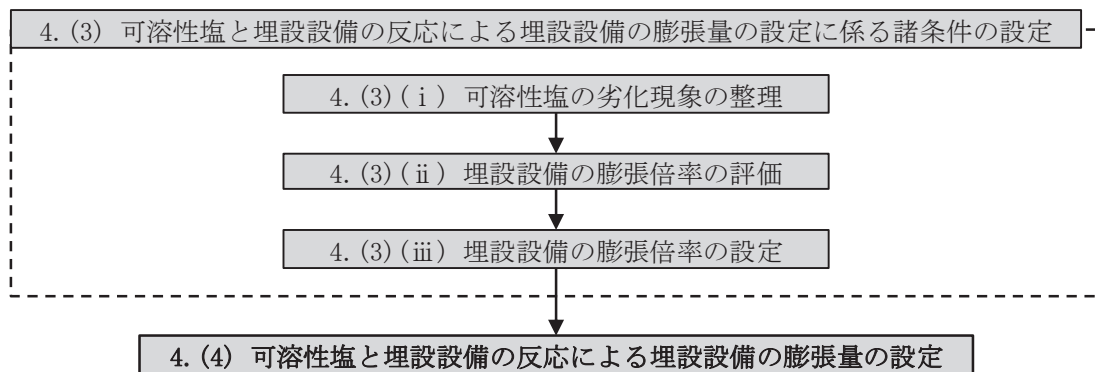 4. (3) 可溶性塩と埋設設備の反応による埋設設備の膨張量の設定に係る諸条件の設定
4. (3) (ⅰ) 可溶性塩の劣化現象の整理
4. (3) (ⅱ) 埋設設備の膨張倍率の評価
4. (3) (ⅲ) 埋設設備の膨張倍率の設定
4. (4) 可溶性塩と埋設設備の反応による埋設設備の膨張量の設定